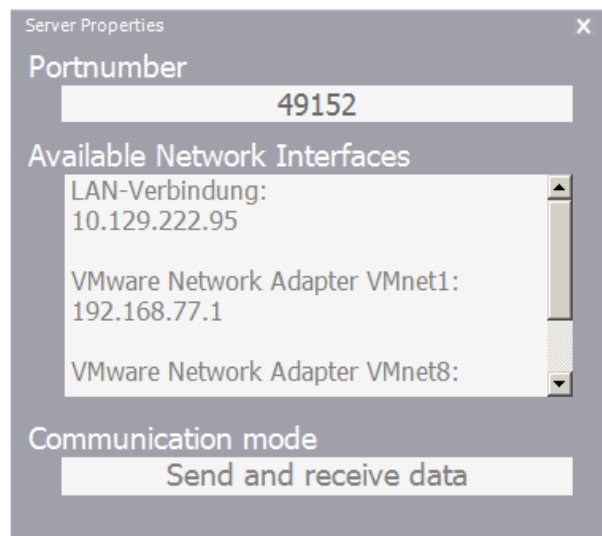 Server Properties
x
Portnumber
49152
Available Network Interfaces
LAN-Verbindung:
10.129.222.95
VMware Network Adapter VMnet1:
192.168.77.1
VMware Network Adapter VMnet8:
Communication mode
Send and receive data